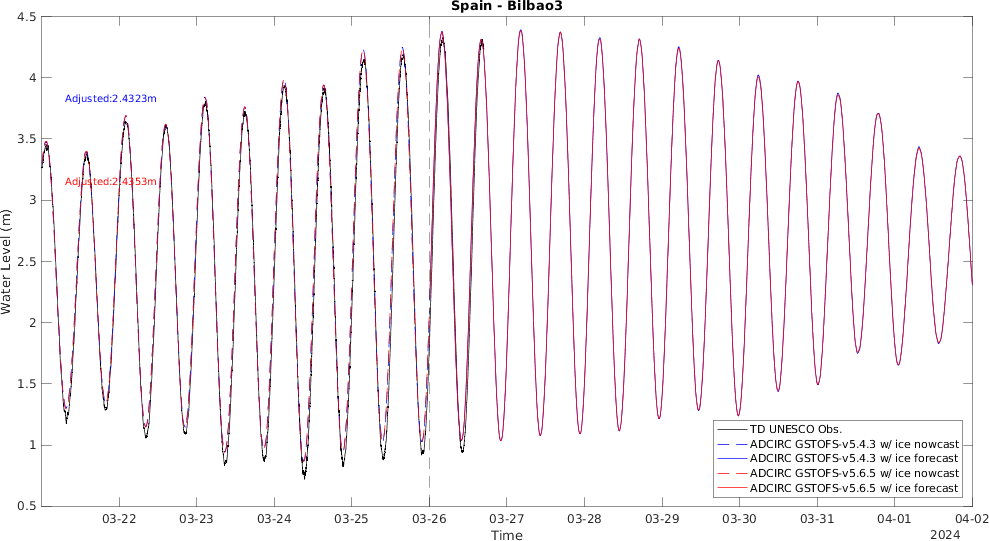 Spain - Bilbao3
4.5
4
3.5
3
2.5
2
1.5
1
0.5
Water Level (m)
Adjusted:2.4323m
Adjusted:2.4353m
TD UNESCO Obs.
ADCIRC GSTOFS-v5.4.3 w/ ice nowcast
ADCIRC GSTOFS-v5.4.3 w/ ice forecast
ADCIRC GSTOFS-v5.6.5 w/ ice nowcast
ADCIRC GSTOFS-v5.6.5 w/ ice forecast
03-22 03-23 03-24 03-25 03-26 03-27 03-28 03-29 03-30 03-31 04-01 04-02
Time
2024